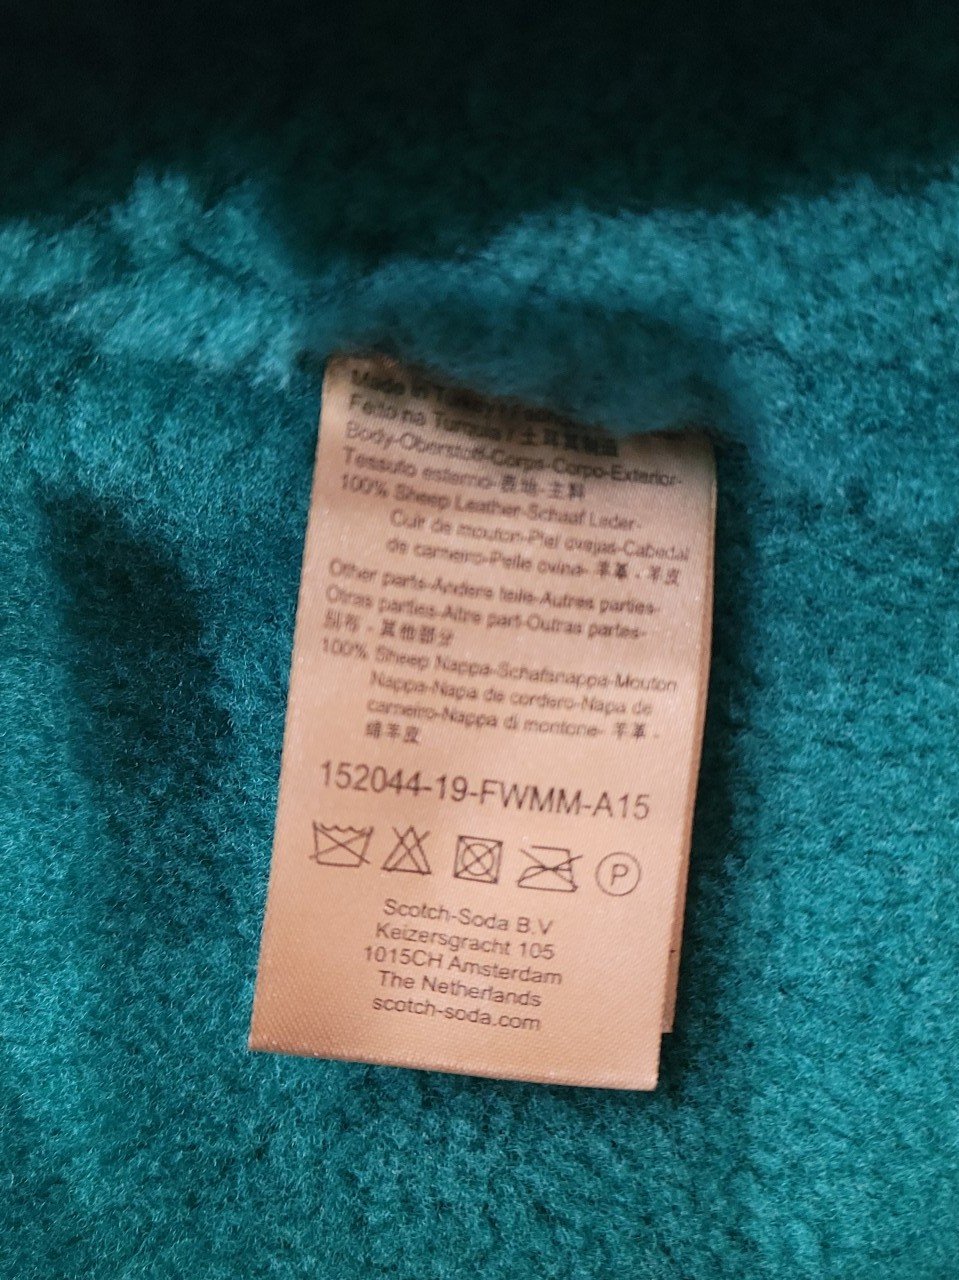 Made in
Feito na Turquia / 土耳其制造
Body-Oberstoff-Corps-Corpo-Exterior-
Tessuto esterno-表地-主料
100% Sheep Leather-Schaaf Leder-
Cuir de mouton-Piel ovejas-Cabedal
de carneiro-Pelle ovina- 羊革 - 羊皮
Other parts-Andere teile-Autres parties-
Otras partes-Altre part-Outras partes-
別布 - 其他部分
100% Sheep Nappa-Schafsnappa-Mouton
Nappa-Napa de cordero-Napa de
carneiro-Nappa di montone- 羊革 -
绵羊皮
152044-19-FWMM-A15
P
Scotch-Soda B.V
Keizersgracht 105
1015CH Amsterdam
The Netherlands
scotch-soda.com